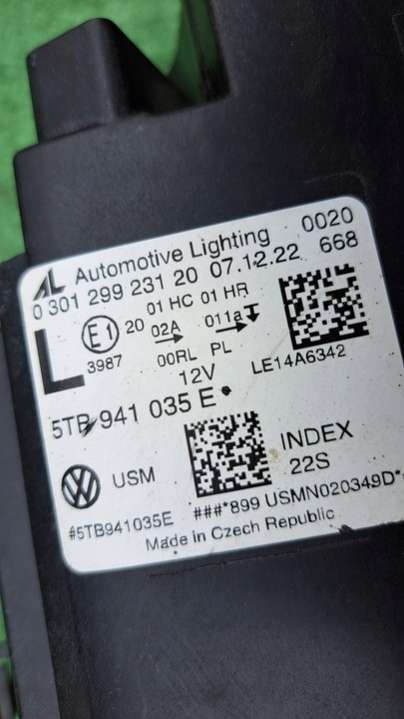 AL Automotive Lighting 0020
0 301 299 231 20 07.12.22 668
01 HC 01 HR
L E1 20 02A 011a
3987 00RL PL
12V LE14A6342
5TB 941 035 E
INDEX
22S
USM
#5TB941035E ###*899 USMN020349D*
Made in Czech Republic